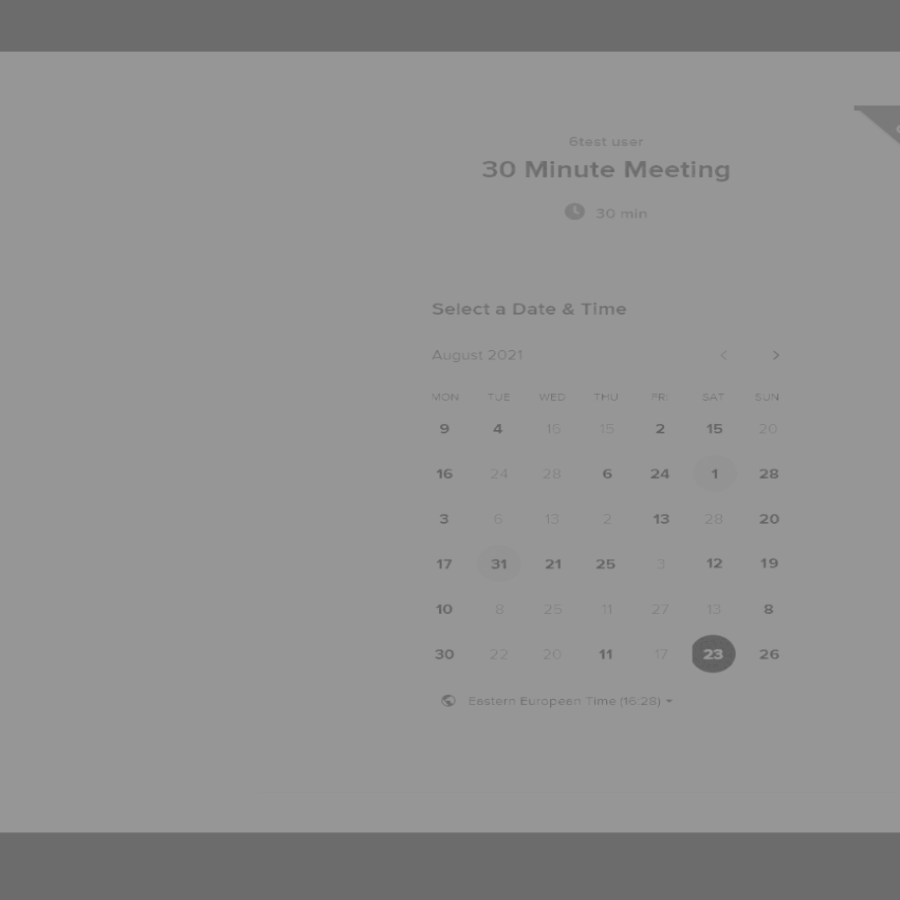 6test user
30 Minute Meeting
30 min
Select a Date & Time
August 2021
MON TUE WED THU FRI SAT SUN
9 4 16 15 2 15 20
16 24 28 6 24 1 28
3 6 13 2 13 28 20
17 31 21 25 3 12 19
10 8 25 11 27 13 8
30 22 20 11 17 23 26
Eastern European Time (16:28)